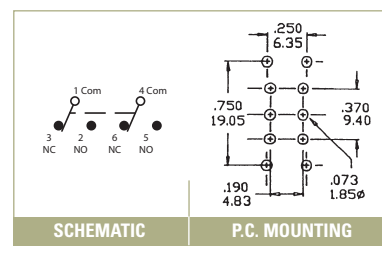 1 Com 4 Com
3 2 6 5
NC NO NC NO
SCHEMATIC
.250
6.35
.750
19.05
.370
9.40
.190
4.83
.073
1.85ø
P.C. MOUNTING